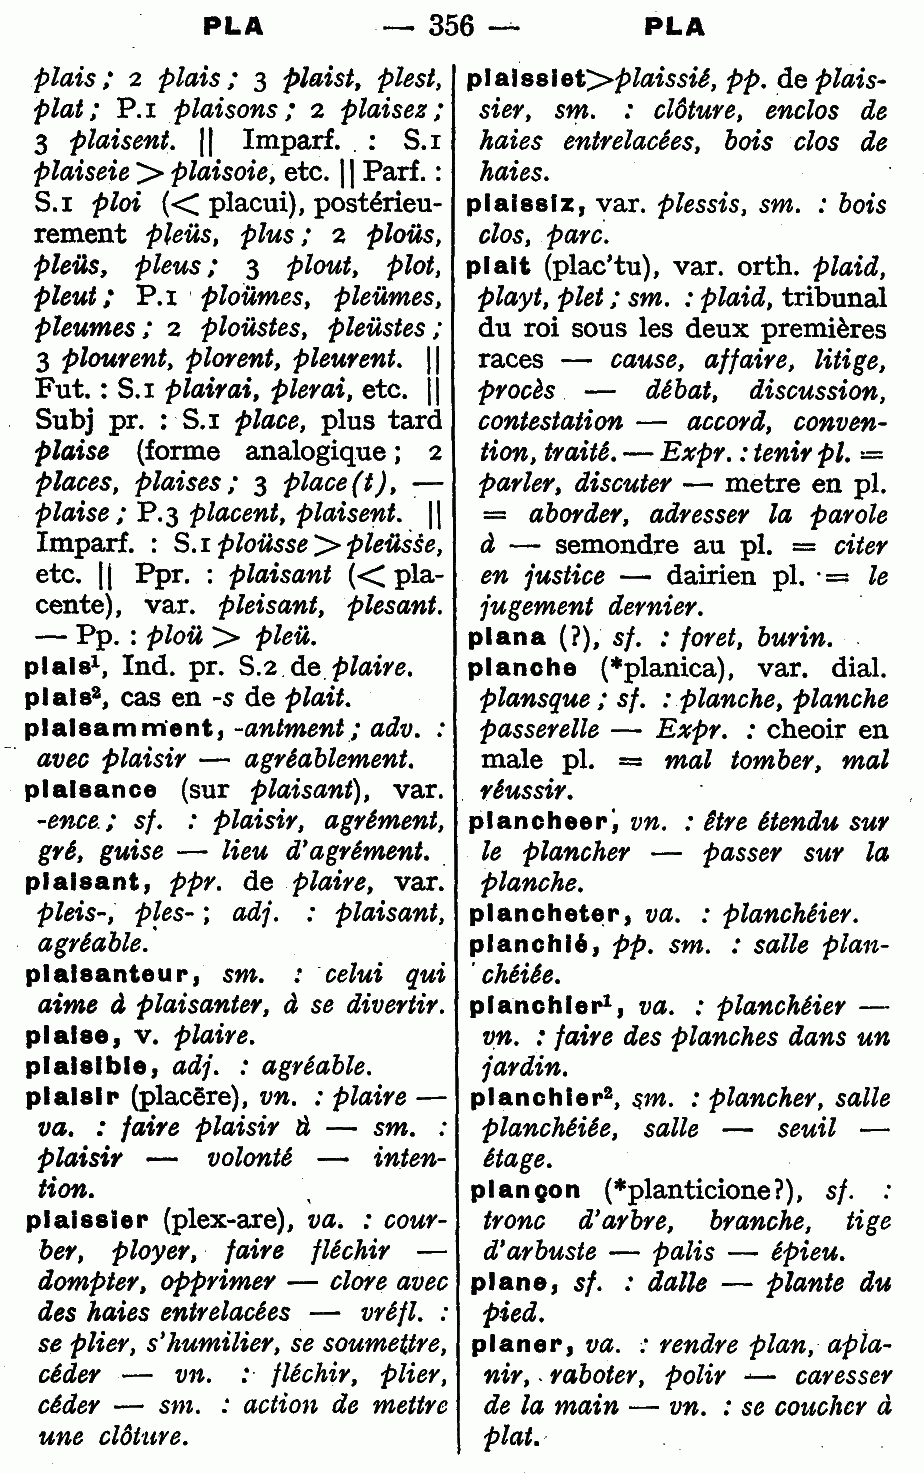 PLA — 356 — PLA
plais ; 2 plais ; 3 plaist, plest,
plat ; P.1 plaisons ; 2 plaisez ;
3 plaisent. || Imparf. : S.1
plaiseie > plaisoie, etc. || Parf. :
S.1 ploi (< placui), postérieu-
rement pleüs, plus ; 2 ploüs,
pleüs, pleus ; 3 plout, plot,
pleut ; P.1 ploümes, pleümes,
pleumes ; 2 ploüstes, pleüstes ;
3 plourent, plorent, pleurent. ||
Fut. : S.1 plairai, plerai, etc. ||
Subj pr. : S.1 place, plus tard
plaise (forme analogique ; 2
places, plaises ; 3 place(t), —
plaise ; P.3 placent, plaisent. ||
Imparf. : S.1 ploüsse > pleüsse,
etc. || Ppr. : plaisant (< pla-
cente), var. pleisant, plesant.
— Pp. : ploü > pleü.
plais¹, Ind. pr. S.2 de plaire.
plais², cas en -s de plait.
plaisamment, -antment ; adv. :
avec plaisir — agréablement.
plaisance (sur plaisant), var.
-ence ; sf. : plaisir, agrément,
gré, guise — lieu d'agrément.
plaisant, ppr. de plaire, var.
pleis-, ples- ; adj. : plaisant,
agréable.
plaisanteur, sm. : celui qui
aime à plaisanter, à se divertir.
plaise, v. plaire.
plaisible, adj. : agréable.
plaisir (placēre), vn. : plaire —
va. : faire plaisir à — sm. :
plaisir — volonté — inten-
tion.
plaissier (plex-are), va. : cour-
ber, ployer, faire fléchir —
dompter, opprimer — clore avec
des haies entrelacées — vréfl. :
se plier, s'humilier, se soumettre,
céder — vn. : fléchir, plier,
céder — sm. : action de mettre
une clôture.
plaissiet > plaissié, pp. de plais-
sier, sm. : clôture, enclos de
haies entrelacées, bois clos de
haies.
plaissiz, var. plessis, sm. : bois
clos, parc.
plait (plac'tu), var. orth. plaid,
playt, plet ; sm. : plaid, tribunal
du roi sous les deux premières
races — cause, affaire, litige,
procès — débat, discussion,
contestation — accord, conven-
tion, traité. — Expr. : tenir pl. =
parler, discuter — metre en pl.
= aborder, adresser la parole
à — semondre au pl. = citer
en justice — dairien pl. = le
jugement dernier.
plana (?), sf. : foret, burin.
planche (*planica), var. dial.
plansque ; sf. : planche, planche
passerelle — Expr. : cheoir en
male pl. = mal tomber, mal
réussir.
plancheer, vn. : être étendu sur
le plancher — passer sur la
planche.
plancheter, va. : planchéier.
planchié, pp. sm. : salle plan-
chéiée.
planchier¹, va. : planchéier —
vn. : faire des planches dans un
jardin.
planchier², sm. : plancher, salle
planchéiée, salle — seuil —
étage.
plançon (*planticione?), sf. :
tronc d'arbre, branche, tige
d'arbuste — palis — épieu.
plane, sf. : dalle — plante du
pied.
planer, va. : rendre plan, apla-
nir, raboter, polir — caresser
de la main — vn. : se coucher à
plat.